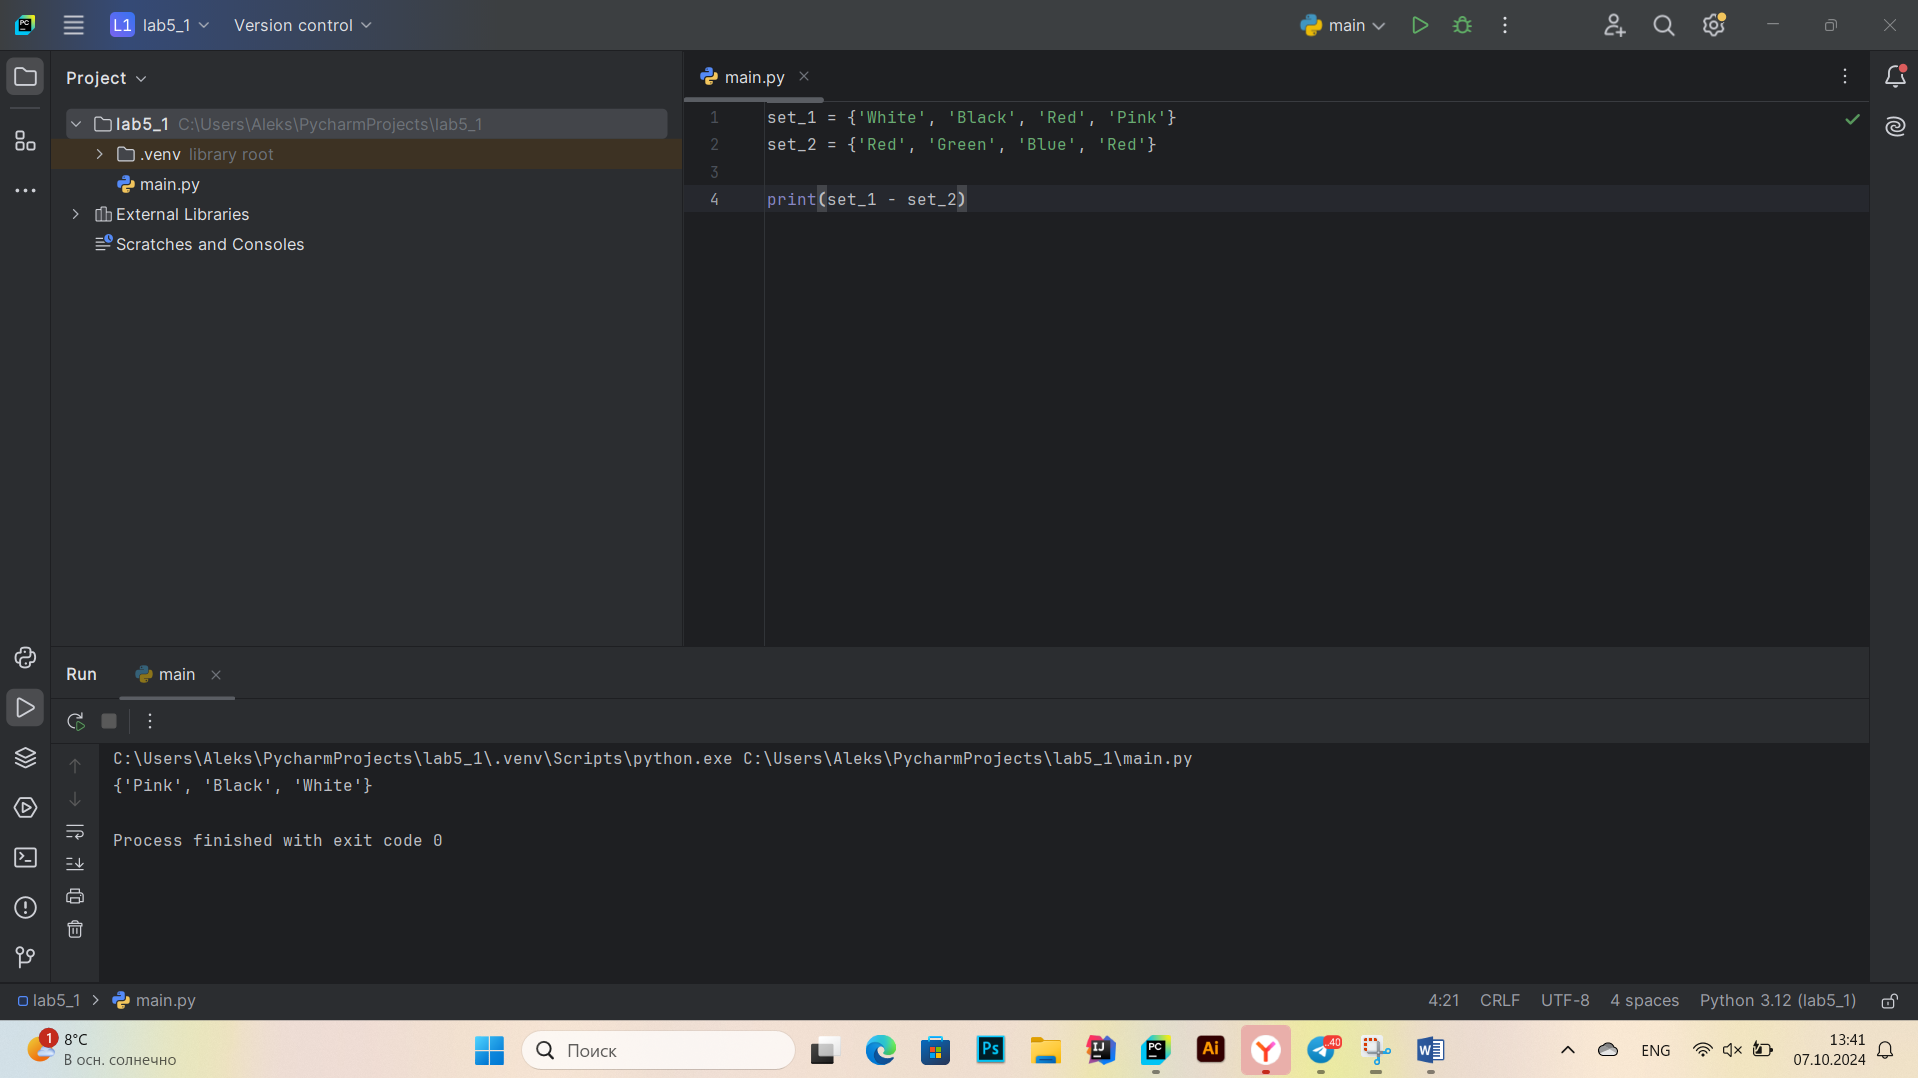 L1 lab5_1 Version control main
Project
main.py
lab5_1 C:\Users\Aleks\PycharmProjects\lab5_1
.venv library root
main.py
External Libraries
Scratches and Consoles
1 set_1 = {'White', 'Black', 'Red', 'Pink'}
2 set_2 = {'Red', 'Green', 'Blue', 'Red'}
3
4 print(set_1 - set_2)
Run main
C:\Users\Aleks\PycharmProjects\lab5_1\.venv\Scripts\python.exe C:\Users\Aleks\PycharmProjects\lab5_1\main.py
{'Pink', 'Black', 'White'}
Process finished with exit code 0
lab5_1 main.py 4:21 CRLF UTF-8 4 spaces Python 3.12 (lab5_1)
1 8°C
В осн. солнечно
Поиск
PC
Ps
IJ
PC
Ai
Y
..40
W
ENG
13:41
07.10.2024